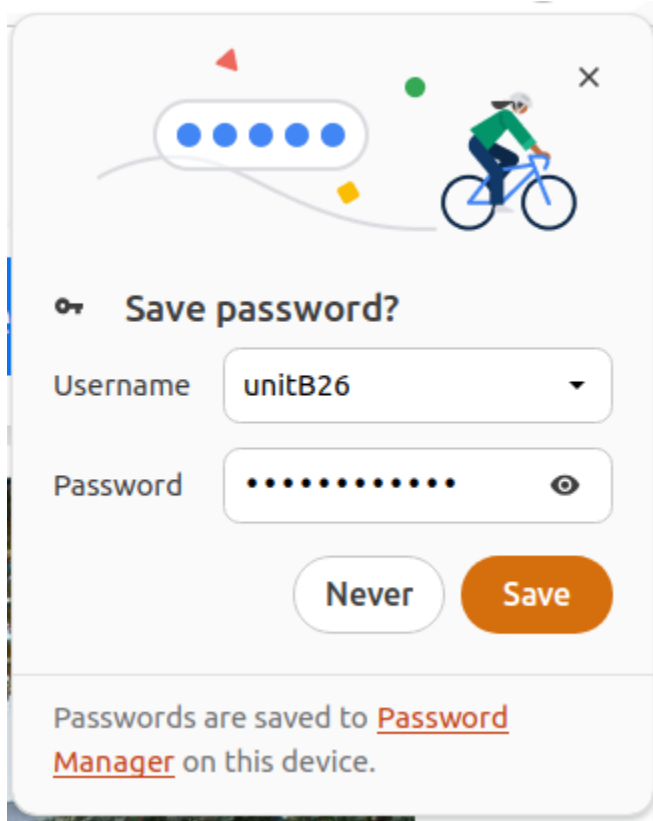 Save password?
Username unitB26
Password ••••••••••••
Never Save
Passwords are saved to Password
Manager on this device.